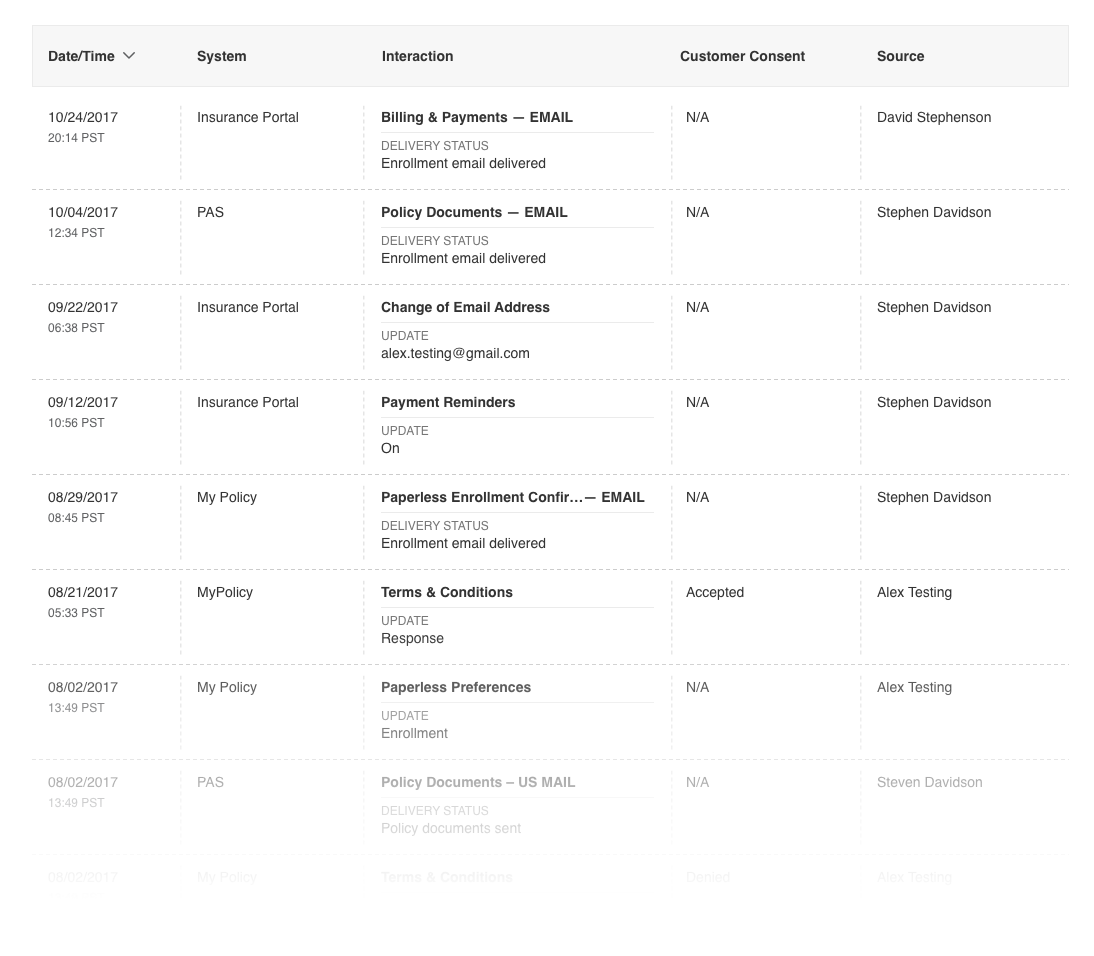 Date/Time System Interaction Customer Consent Source
10/24/2017 Insurance Portal Billing & Payments — EMAIL N/A David Stephenson
20:14 PST
DELIVERY STATUS
Enrollment email delivered
10/04/2017 PAS Policy Documents — EMAIL N/A Stephen Davidson
12:34 PST
DELIVERY STATUS
Enrollment email delivered
09/22/2017 Insurance Portal Change of Email Address N/A Stephen Davidson
06:38 PST
UPDATE
alex.testing@gmail.com
09/12/2017 Insurance Portal Payment Reminders N/A Stephen Davidson
10:56 PST
UPDATE
On
08/29/2017 My Policy Paperless Enrollment Confir...— EMAIL N/A Stephen Davidson
08:45 PST
DELIVERY STATUS
Enrollment email delivered
08/21/2017 MyPolicy Terms & Conditions Accepted Alex Testing
05:33 PST
UPDATE
Response
08/02/2017 My Policy Paperless Preferences N/A Alex Testing
13:49 PST
UPDATE
Enrollment
08/02/2017 PAS Policy Documents – US MAIL N/A Steven Davidson
13:49 PST
DELIVERY STATUS
Policy documents sent
08/02/2017 My Policy Terms & Conditions Denied Alex Testing